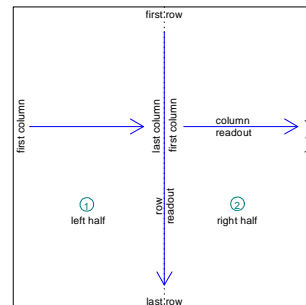 first row
first column
last column
first column
column
readout
row
readout
1
left half
2
right half
last row